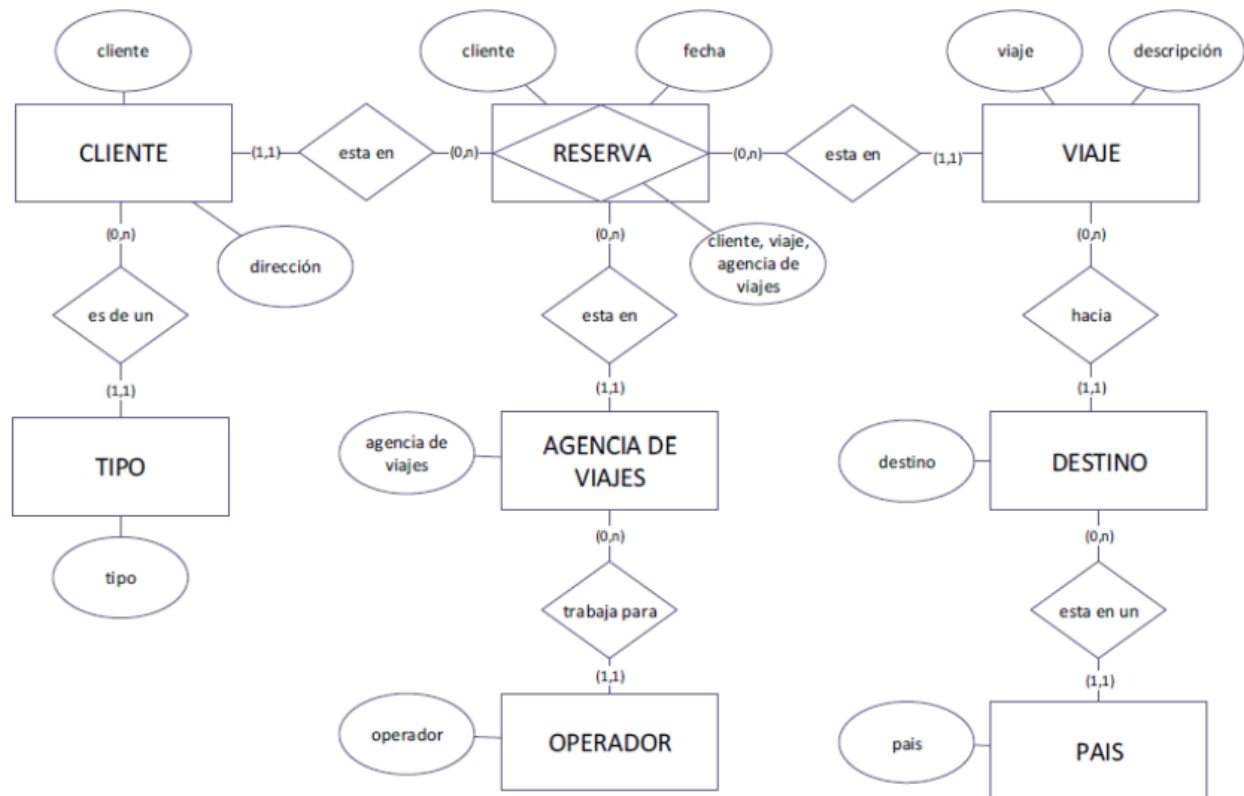 cliente
cliente
fecha
viaje
descripción
CLIENTE
(1,1)
esta en
(0,n)
RESERVA
(0,n)
esta en
(1,1)
VIAJE
(0,n)
(0,n)
(0,n)
dirección
cliente, viaje,
agencia de
viajes
es de un
esta en
hacia
(1,1)
(1,1)
(1,1)
TIPO
agencia de
viajes
AGENCIA DE
VIAJES
destino
DESTINO
(0,n)
(0,n)
tipo
trabaja para
esta en un
(1,1)
(1,1)
operador
OPERADOR
pais
PAIS